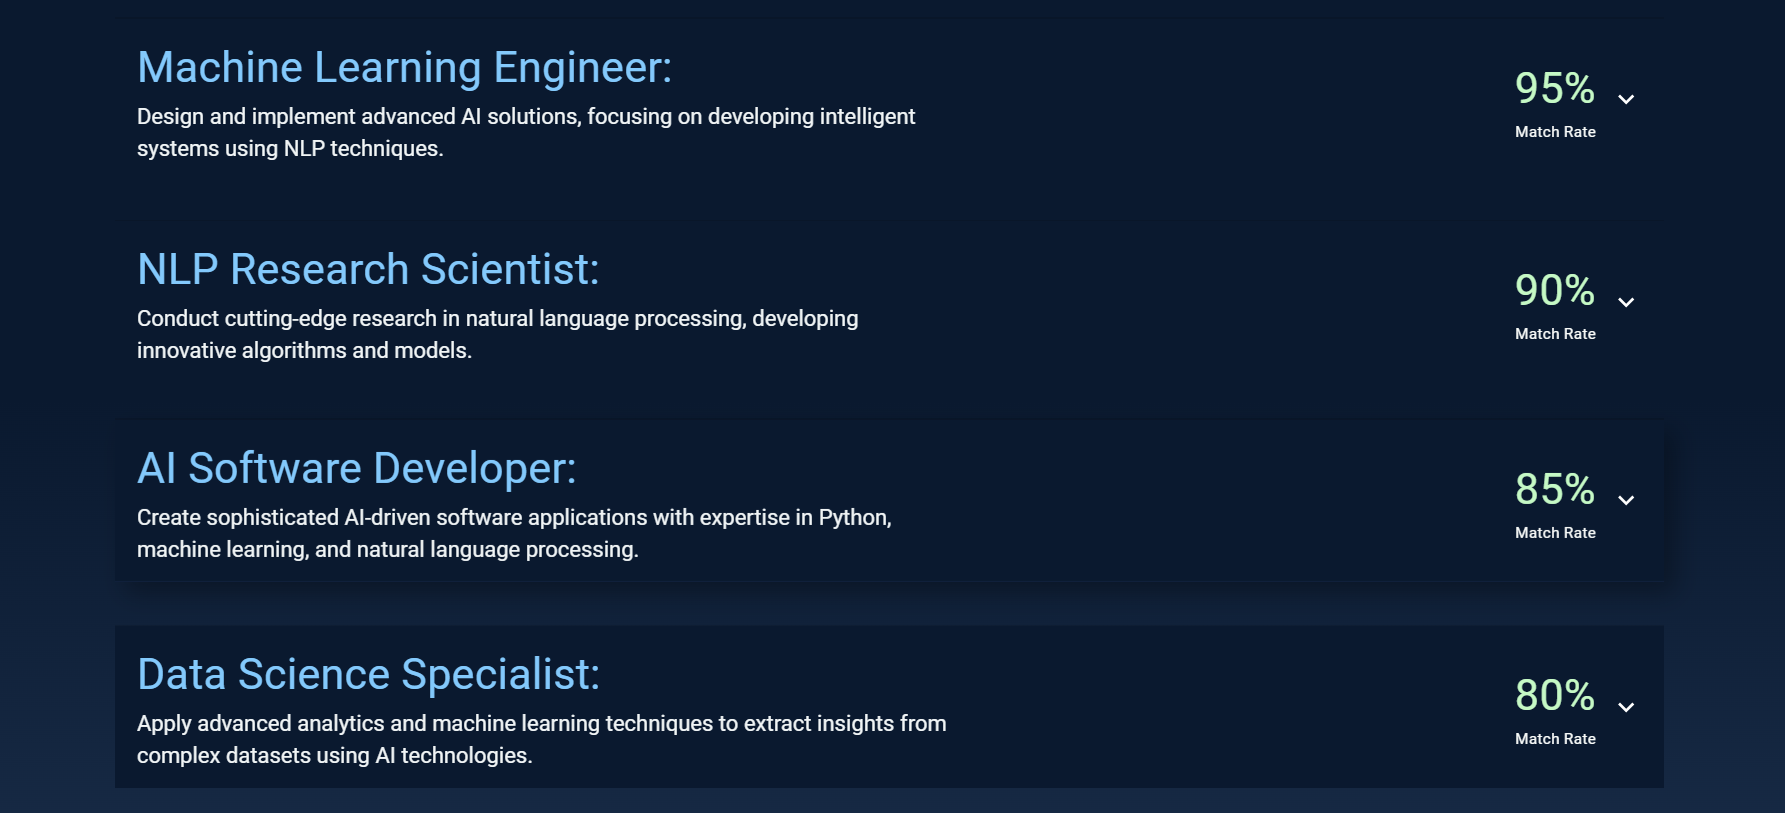 Machine Learning Engineer:
Design and implement advanced AI solutions, focusing on developing intelligent
systems using NLP techniques.
95%
Match Rate
NLP Research Scientist:
Conduct cutting-edge research in natural language processing, developing
innovative algorithms and models.
90%
Match Rate
AI Software Developer:
Create sophisticated AI-driven software applications with expertise in Python,
machine learning, and natural language processing.
85%
Match Rate
Data Science Specialist:
Apply advanced analytics and machine learning techniques to extract insights from
complex datasets using AI technologies.
80%
Match Rate